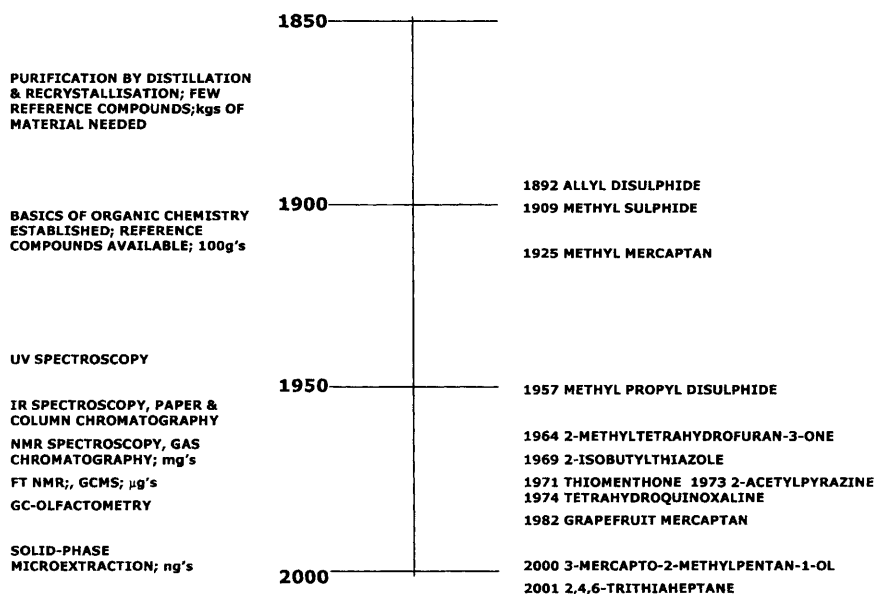 1850
PURIFICATION BY DISTILLATION
& RECRYSTALLISATION; FEW
REFERENCE COMPOUNDS;kgs OF
MATERIAL NEEDED
1892 ALLYL DISULPHIDE
1900
1909 METHYL SULPHIDE
BASICS OF ORGANIC CHEMISTRY
ESTABLISHED; REFERENCE
COMPOUNDS AVAILABLE; 100g's
1925 METHYL MERCAPTAN
UV SPECTROSCOPY
1950
1957 METHYL PROPYL DISULPHIDE
IR SPECTROSCOPY, PAPER &
COLUMN CHROMATOGRAPHY
1964 2-METHYLTETRAHYDROFURAN-3-ONE
NMR SPECTROSCOPY, GAS
CHROMATOGRAPHY; mg's
1969 2-ISOBUTYLTHIAZOLE
FT NMR;, GCMS; µg's
1971 THIOMENTHONE 1973 2-ACETYLPYRAZINE
1974 TETRAHYDROQUINOXALINE
GC-OLFACTOMETRY
1982 GRAPEFRUIT MERCAPTAN
SOLID-PHASE
MICROEXTRACTION; ng's
2000
2000 3-MERCAPTO-2-METHYLPENTAN-1-OL
2001 2,4,6-TRITHIAHEPTANE